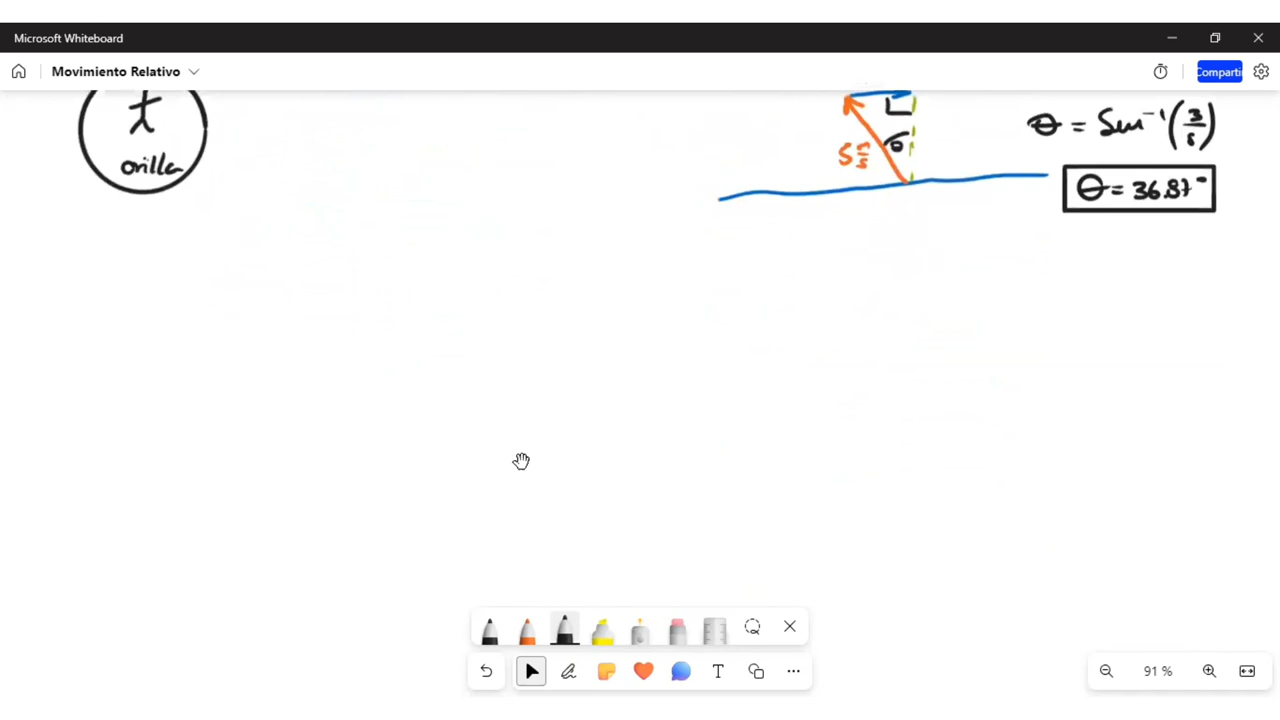 Microsoft Whiteboard
Movimiento Relativo
Comparti
orilla
5 m/s
θ
θ = Sen⁻¹(3/5)
θ = 36.87°
91 %